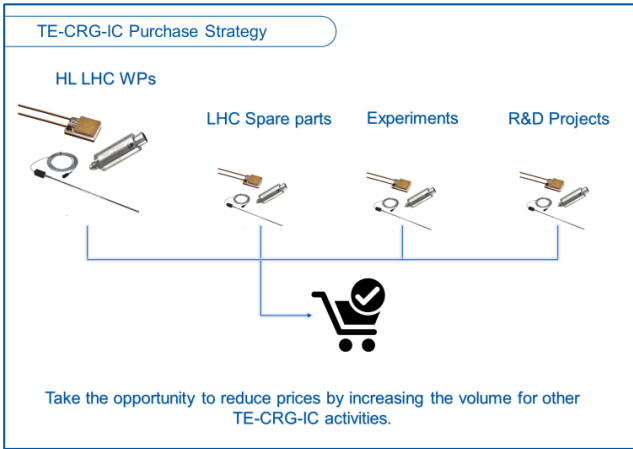 TE-CRG-IC Purchase Strategy
HL LHC WPs
LHC Spare parts
Experiments
R&D Projects
Take the opportunity to reduce prices by increasing the volume for other
TE-CRG-IC activities.